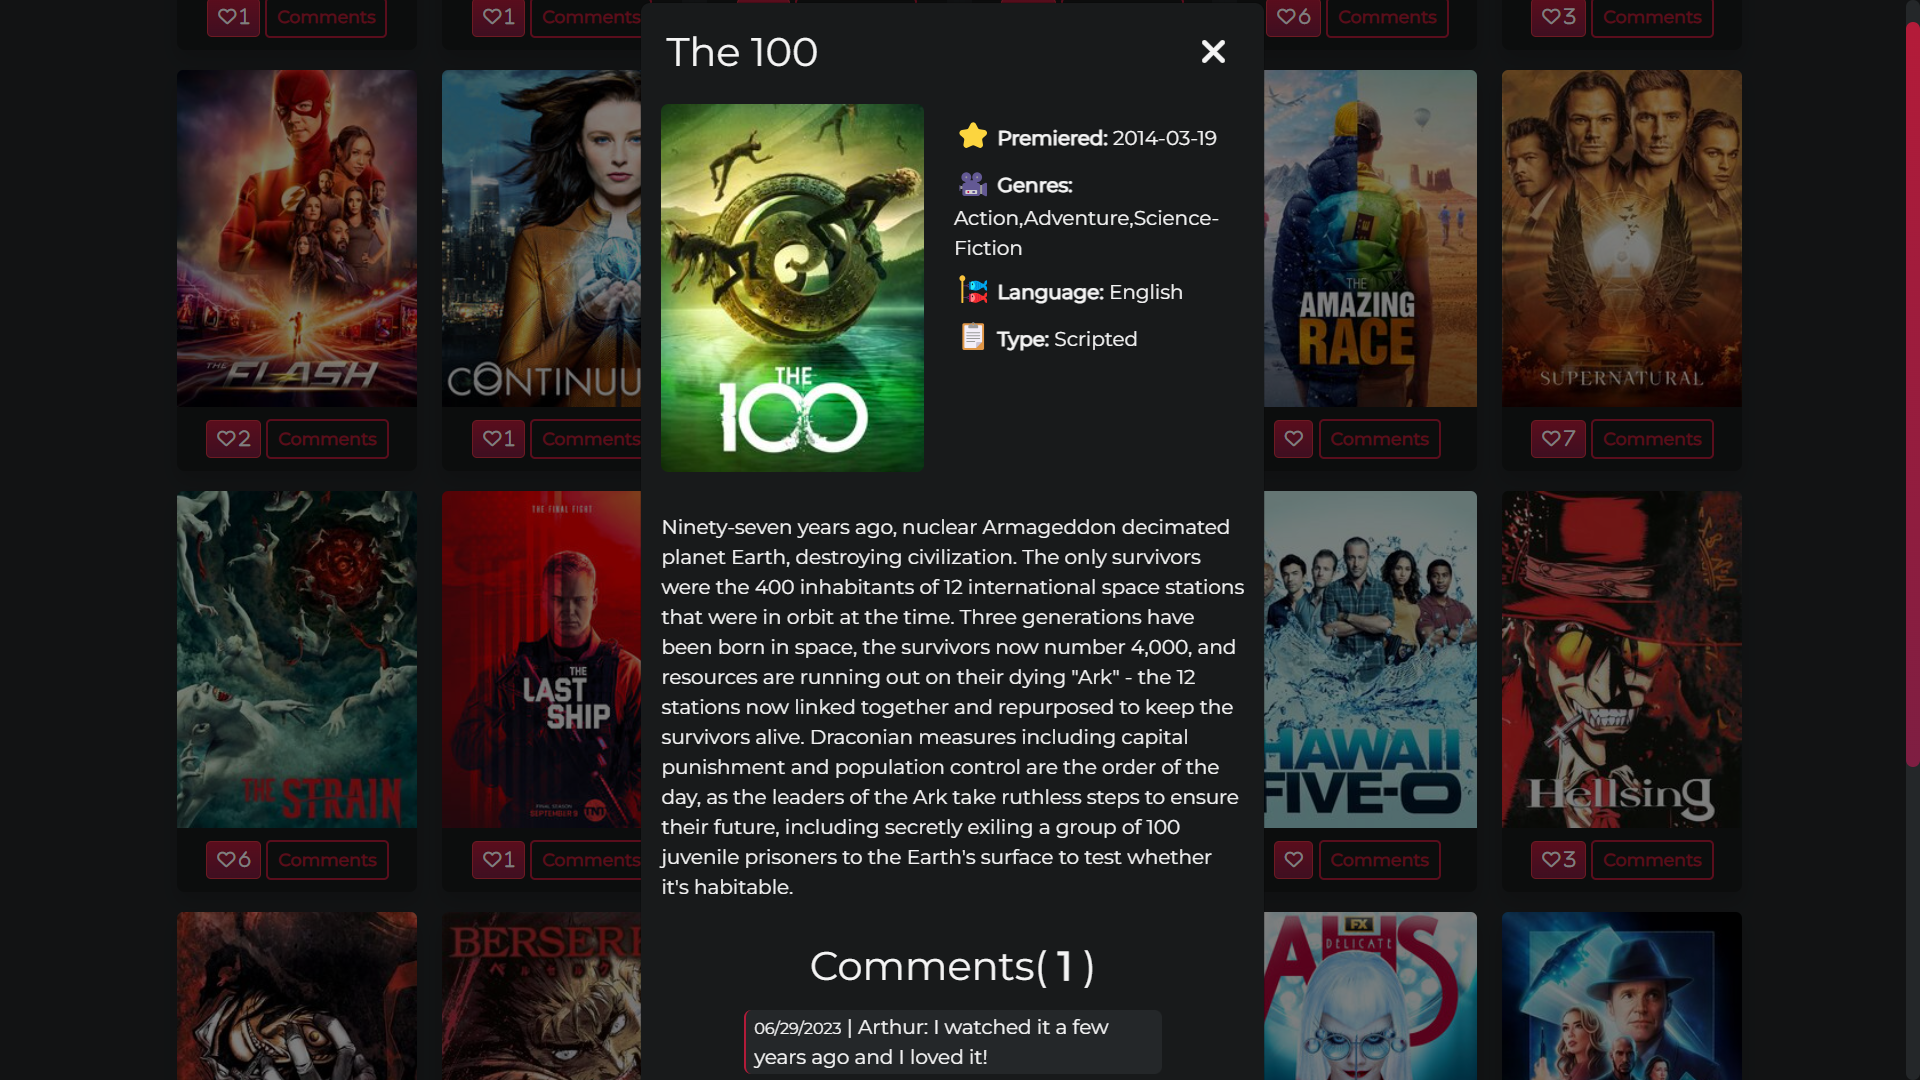 1 Comments
1 Comments
6 Comments
3 Comments
The 100
Premiered: 2014-03-19
Genres:
Action,Adventure,Science-
Fiction
Language: English
Type: Scripted
THE
100
THE
FLASH
CONTINUU
THE
AMAZING
RACE
SUPERNATURAL
2 Comments
1 Comments
Comments
7 Comments
Ninety-seven years ago, nuclear Armageddon decimated
planet Earth, destroying civilization. The only survivors
were the 400 inhabitants of 12 international space stations
that were in orbit at the time. Three generations have
been born in space, the survivors now number 4,000, and
resources are running out on their dying "Ark" - the 12
stations now linked together and repurposed to keep the
survivors alive. Draconian measures including capital
punishment and population control are the order of the
day, as the leaders of the Ark take ruthless steps to ensure
their future, including secretly exiling a group of 100
juvenile prisoners to the Earth's surface to test whether
it's habitable.
THE STRAIN
THE FINAL FIGHT
THE
LAST
SHIP
FINAL SEASON
SEPTEMBER 9 TNT
HAWAII
FIVE-O
Hellsing
6 Comments
1 Comments
Comments
3 Comments
BERSERK
ベルセルク
FX
AHS
DELICATE
Comments( 1 )
06/29/2023 | Arthur: I watched it a few
years ago and I loved it!